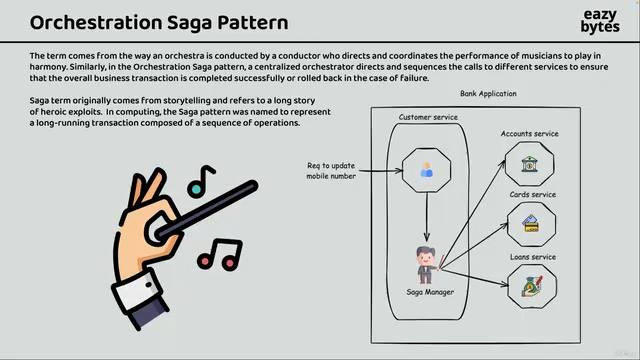 Orchestration Saga Pattern
eazy
bytes
The term comes from the way an orchestra is conducted by a conductor who directs and coordinates the performance of musicians to play in
harmony. Similarly, in the Orchestration Saga pattern, a centralized orchestrator directs and sequences the calls to different services to ensure
that the overall business transaction is completed successfully or rolled back in the case of failure.
Saga term originally comes from storytelling and refers to a long story
of heroic exploits. In computing, the Saga pattern was named to represent
a long-running transaction composed of a sequence of operations.
Bank Application
Customer service
Accounts service
Req to update
mobile number
Cards service
Loans service
Saga Manager